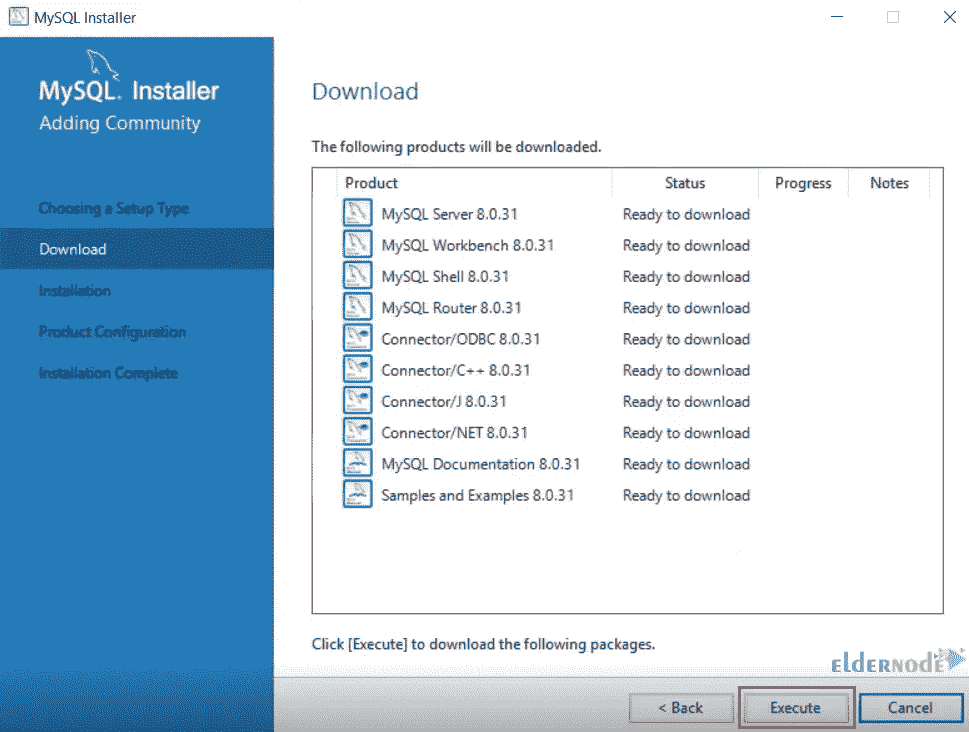 MySQL Installer
MySQL. Installer
Adding Community
Choosing a Setup Type
Download
Installation
Product Configuration
Installation Complete
Download
The following products will be downloaded.
Product Status Progress Notes
MySQL Server 8.0.31 Ready to download
MySQL Workbench 8.0.31 Ready to download
MySQL Shell 8.0.31 Ready to download
MySQL Router 8.0.31 Ready to download
Connector/ODBC 8.0.31 Ready to download
Connector/C++ 8.0.31 Ready to download
Connector/J 8.0.31 Ready to download
Connector/NET 8.0.31 Ready to download
MySQL Documentation 8.0.31 Ready to download
Samples and Examples 8.0.31 Ready to download
Click [Execute] to download the following packages.
eldernode
< Back Execute Cancel